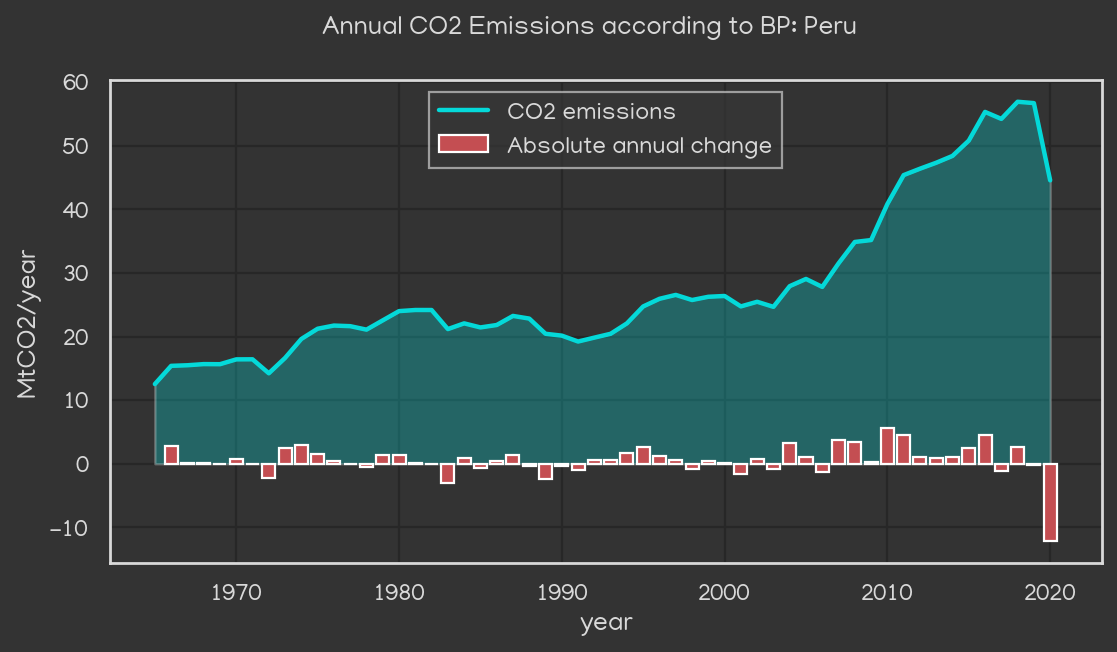 Annual CO2 Emissions according to BP: Peru
CO2 emissions
Absolute annual change
60
50
40
30
20
10
0
−10
MtCO2/year
1970 1980 1990 2000 2010 2020
year